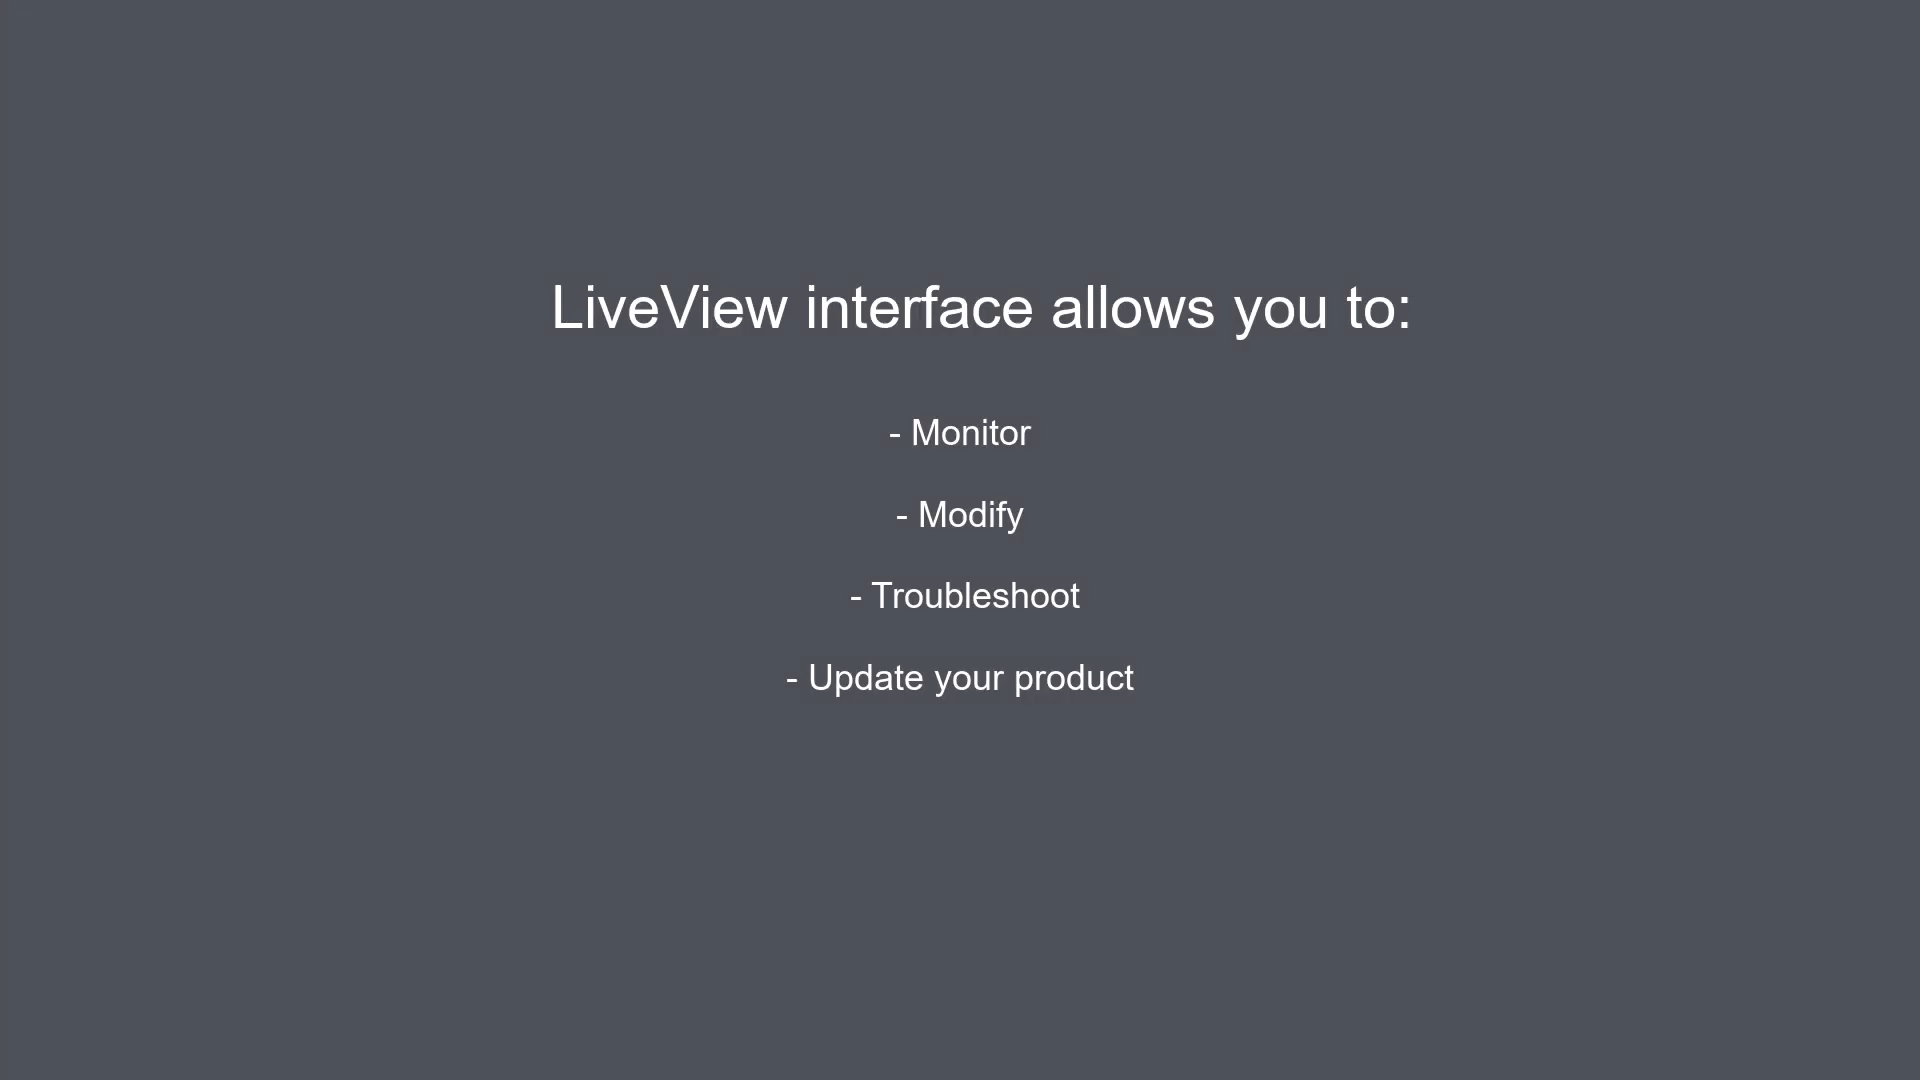 LiveView interface allows you to:
- Monitor
- Modify
- Troubleshoot
- Update your product